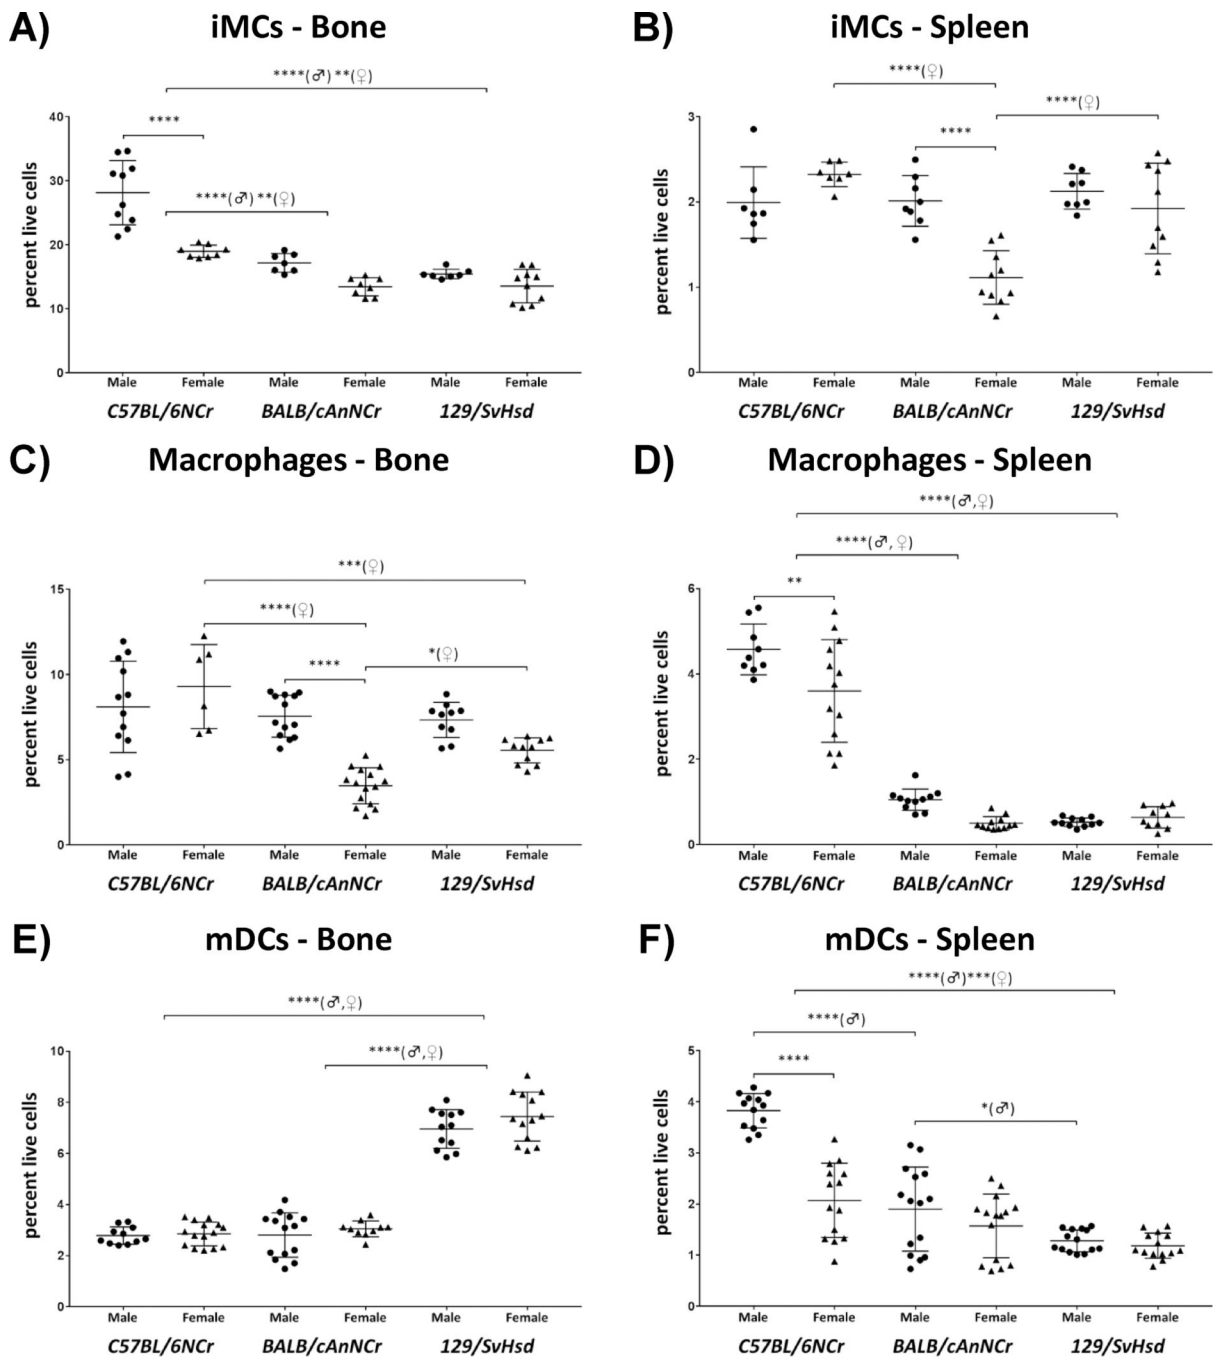 A) iMCs - Bone
****(♂) **(♀)
****
****(♂) **(♀)
percent live cells
40
30
20
10
0
Male Female Male Female Male Female
C57BL/6NCr BALB/cAnNCr 129/SvHsd
B) iMCs - Spleen
****(♀)
****(♀)
****
percent live cells
3
2
1
0
Male Female Male Female Male Female
C57BL/6NCr BALB/cAnNCr 129/SvHsd
C) Macrophages - Bone
***(♀)
****(♀)
*(♀)
****
percent live cells
15
10
5
0
Male Female Male Female Male Female
C57BL/6NCr BALB/cAnNCr 129/SvHsd
D) Macrophages - Spleen
****(♂,♀)
****(♂,♀)
**
percent live cells
6
4
2
0
Male Female Male Female Male Female
C57BL/6NCr BALB/cAnNCr 129/SvHsd
E) mDCs - Bone
****(♂,♀)
****(♂,♀)
percent live cells
10
8
6
4
2
0
Male Female Male Female Male Female
C57BL/6NCr BALB/cAnNCr 129/SvHsd
F) mDCs - Spleen
****(♂)***(♀)
****(♂)
****
*(♂)
percent live cells
5
4
3
2
1
0
Male Female Male Female Male Female
C57BL/6NCr BALB/cAnNCr 129/SvHsd